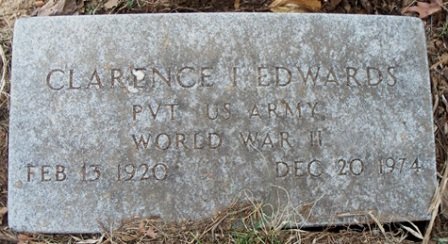 CLARENCE I EDWARDS
PVT US ARMY
WORLD WAR II
FEB 13 1920 DEC 20 1974